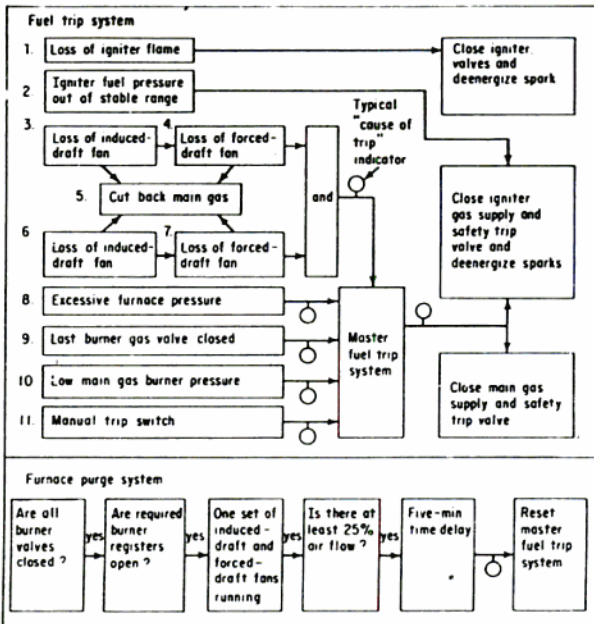 Fuel trip system
1. Loss of igniter flame
Close igniter
valves and
deenergize spark
2. Igniter fuel pressure
out of stable range
Typical
"cause of
trip"
indicator
3. Loss of induced-
draft fan
4. Loss of forced-
draft fan
5. Cut back main gas
and
Close igniter
gas supply and
safety trip
valve and
deenergize sparks
6. Loss of induced-
draft fan
7. Loss of forced-
draft fan
8. Excessive furnace pressure
9. Last burner gas valve closed
10 Low main gas burner pressure
11. Manual trip switch
Master
fuel trip
system
Close main gas
supply and safety
trip valve
Furnace purge system
Are all
burner
valves
closed ?
yes
Are required
burner
registers
open ?
yes
One set of
induced-
draft and
forced-
draft fans
running
yes
Is there at
least 25%
air flow ?
yes
Five-min
time delay
Reset
master
fuel trip
system